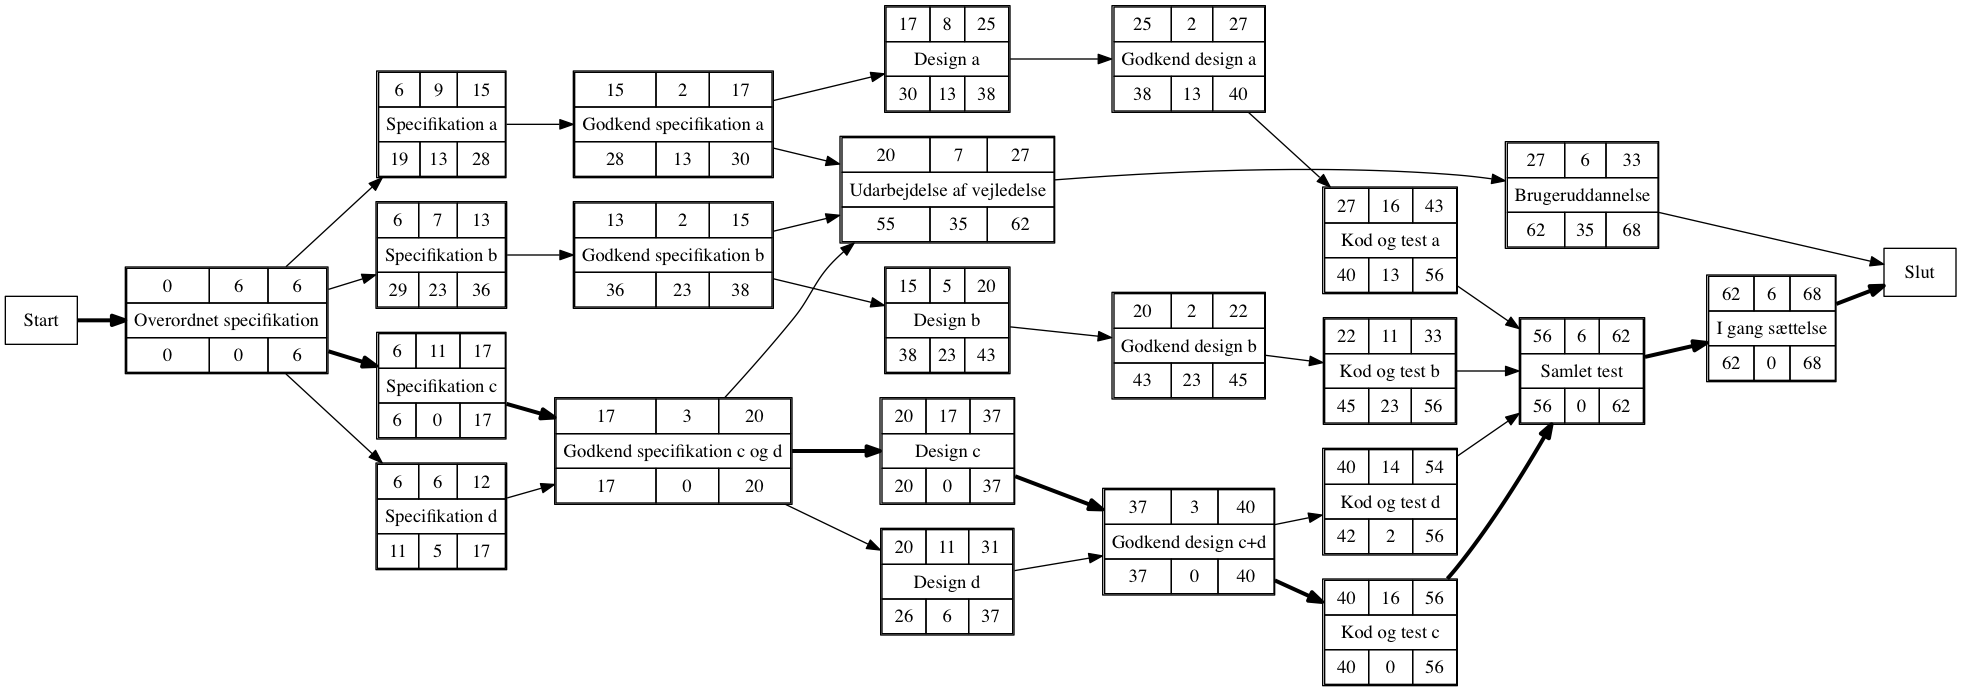 Start
0 6 6
Overordnet specifikation
0 0 6
6 9 15
Specifikation a
19 13 28
6 7 13
Specifikation b
29 23 36
6 11 17
Specifikation c
6 0 17
6 6 12
Specifikation d
11 5 17
15 2 17
Godkend specifikation a
28 13 30
13 2 15
Godkend specifikation b
36 23 38
17 3 20
Godkend specifikation c og d
17 0 20
17 8 25
Design a
30 13 38
20 7 27
Udarbejdelse af vejledelse
55 35 62
15 5 20
Design b
38 23 43
20 17 37
Design c
20 0 37
20 11 31
Design d
26 6 37
25 2 27
Godkend design a
38 13 40
20 2 22
Godkend design b
43 23 45
37 3 40
Godkend design c+d
37 0 40
27 16 43
Kod og test a
40 13 56
22 11 33
Kod og test b
45 23 56
40 14 54
Kod og test d
42 2 56
40 16 56
Kod og test c
40 0 56
27 6 33
Brugeruddannelse
62 35 68
56 6 62
Samlet test
56 0 62
62 6 68
I gang sættelse
62 0 68
Slut